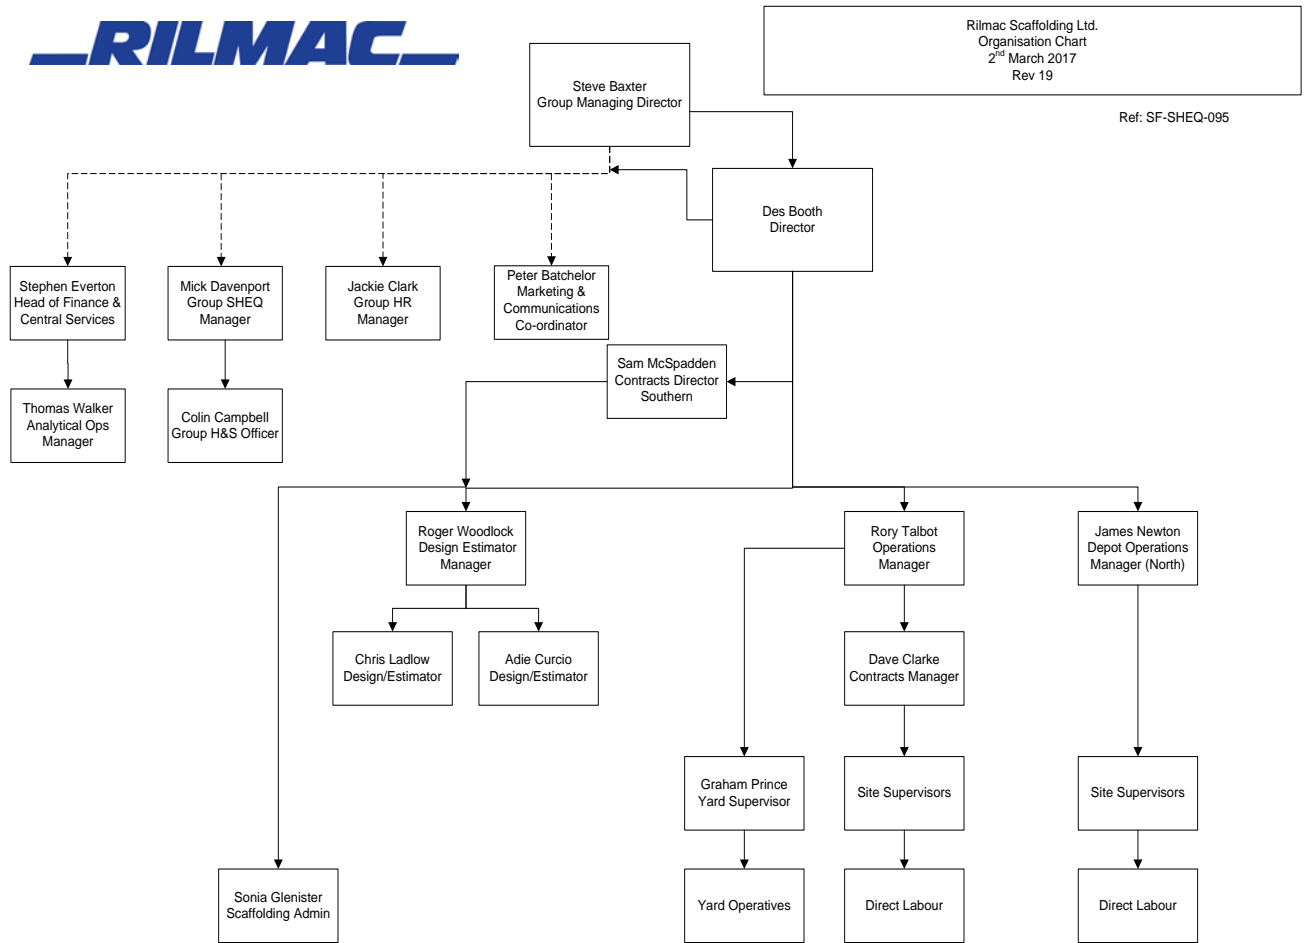 RILMAC
Rilmac Scaffolding Ltd.
Organisation Chart
2nd March 2017
Rev 19
Ref: SF-SHEQ-095
Steve Baxter
Group Managing Director
Des Booth
Director
Stephen Everton
Head of Finance &
Central Services
Mick Davenport
Group SHEQ
Manager
Jackie Clark
Group HR
Manager
Peter Batchelor
Marketing &
Communications
Co-ordinator
Sam McSpadden
Contracts Director
Southern
Thomas Walker
Analytical Ops
Manager
Colin Campbell
Group H&S Officer
Roger Woodlock
Design Estimator
Manager
Rory Talbot
Operations
Manager
James Newton
Depot Operations
Manager (North)
Chris Ladlow
Design/Estimator
Adie Curcio
Design/Estimator
Dave Clarke
Contracts Manager
Graham Prince
Yard Supervisor
Site Supervisors
Site Supervisors
Sonia Glenister
Scaffolding Admin
Yard Operatives
Direct Labour
Direct Labour